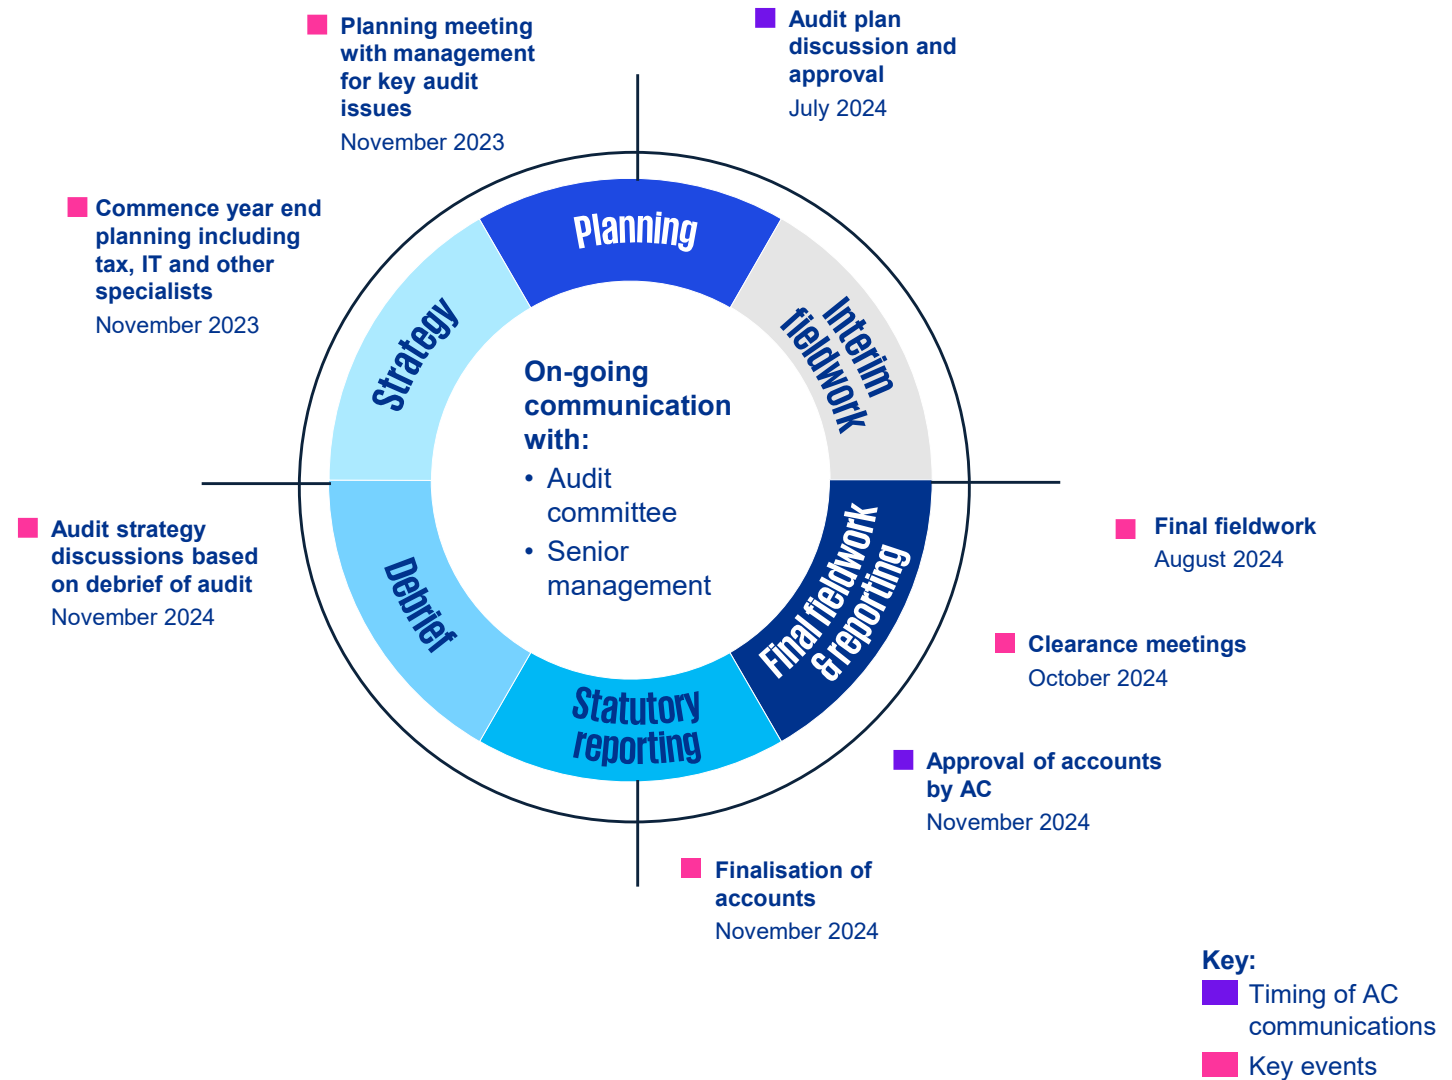 Planning meeting
with management
for key audit
issues
November 2023
Audit plan
discussion and
approval
July 2024
Commence year end
planning including
tax, IT and other
specialists
November 2023
Planning
Strategy
Interim
fieldwork
On-going
communication
with:
• Audit
committee
• Senior
management
Audit strategy
discussions based
on debrief of audit
November 2024
Debrief
Final fieldwork
& reporting
Statutory
reporting
Final fieldwork
August 2024
Clearance meetings
October 2024
Approval of accounts
by AC
November 2024
Finalisation of
accounts
November 2024
Key:
Timing of AC
communications
Key events